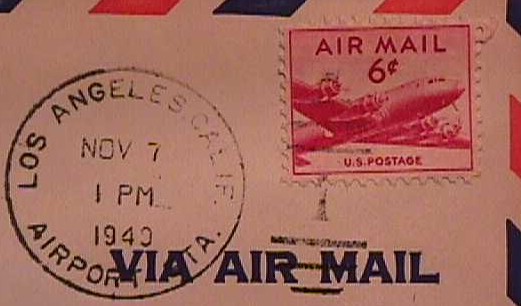 AIR MAIL
6¢
U.S. POSTAGE
LOS ANGELES CALIF.
NOV 7
1 PM
1949
AIRPORT STA.
VIA AIR MAIL